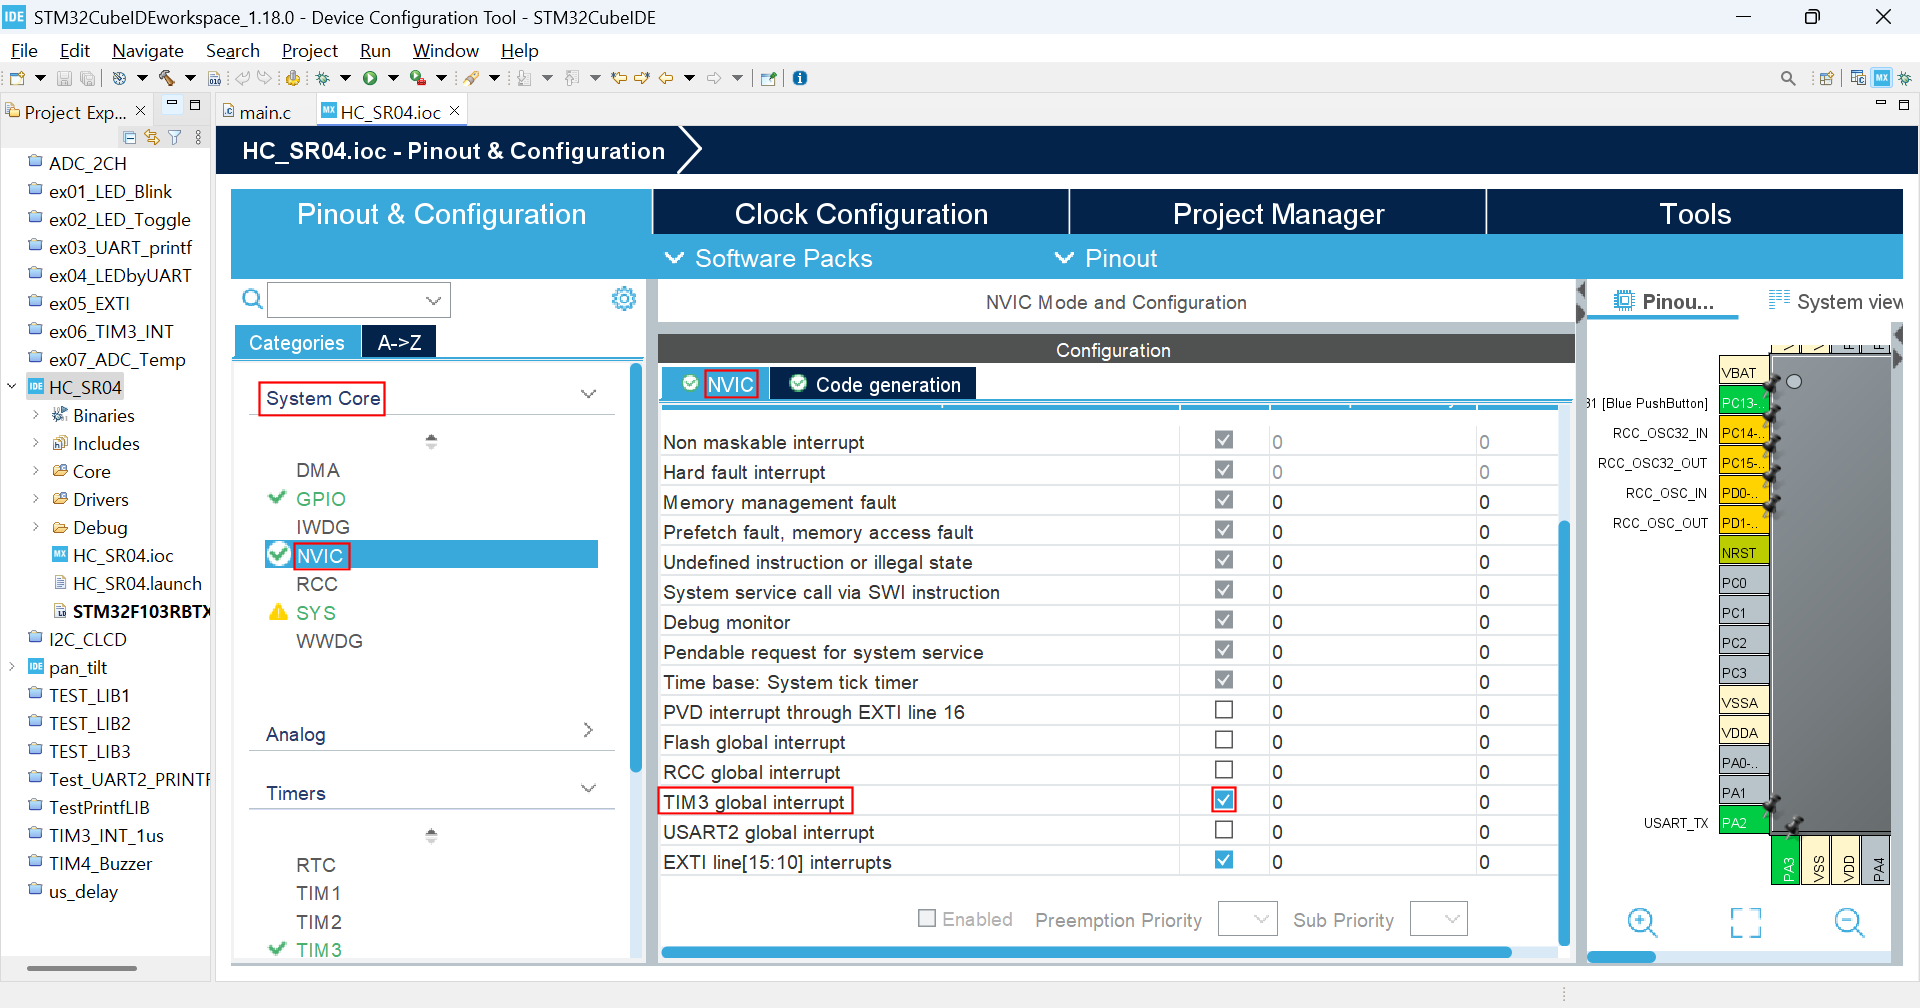 IDE STM32CubeIDEworkspace_1.18.0 - Device Configuration Tool - STM32CubeIDE
File Edit Navigate Search Project Run Window Help
Project Exp...
main.c
MX HC_SR04.ioc
HC_SR04.ioc - Pinout & Configuration
ADC_2CH
ex01_LED_Blink
ex02_LED_Toggle
ex03_UART_printf
ex04_LEDbyUART
ex05_EXTI
ex06_TIM3_INT
ex07_ADC_Temp
IDE HC_SR04
Binaries
Includes
Core
Drivers
Debug
MX HC_SR04.ioc
HC_SR04.launch
STM32F103RBTX
I2C_CLCD
IDE pan_tilt
TEST_LIB1
TEST_LIB2
TEST_LIB3
Test_UART2_PRINTF
TestPrintfLIB
TIM3_INT_1us
TIM4_Buzzer
us_delay
Pinout & Configuration
Clock Configuration
Project Manager
Tools
Software Packs
Pinout
Categories
A->Z
System Core
DMA
GPIO
IWDG
NVIC
RCC
SYS
WWDG
Analog
Timers
RTC
TIM1
TIM2
TIM3
NVIC Mode and Configuration
Configuration
NVIC
Code generation
Non maskable interrupt 0 0
Hard fault interrupt 0 0
Memory management fault 0 0
Prefetch fault, memory access fault 0 0
Undefined instruction or illegal state 0 0
System service call via SWI instruction 0 0
Debug monitor 0 0
Pendable request for system service 0 0
Time base: System tick timer 0 0
PVD interrupt through EXTI line 16 0 0
Flash global interrupt 0 0
RCC global interrupt 0 0
TIM3 global interrupt 0 0
USART2 global interrupt 0 0
EXTI line[15:10] interrupts 0 0
Enabled Preemption Priority Sub Priority
Pinou...
System view
VBAT
31 [Blue PushButton] PC13-..
RCC_OSC32_IN PC14-..
RCC_OSC32_OUT PC15-..
RCC_OSC_IN PD0-..
RCC_OSC_OUT PD1-..
NRST
PC0
PC1
PC2
PC3
VSSA
VDDA
PA0-..
PA1
USART_TX PA2
PA3
VSS
VDD
PA4